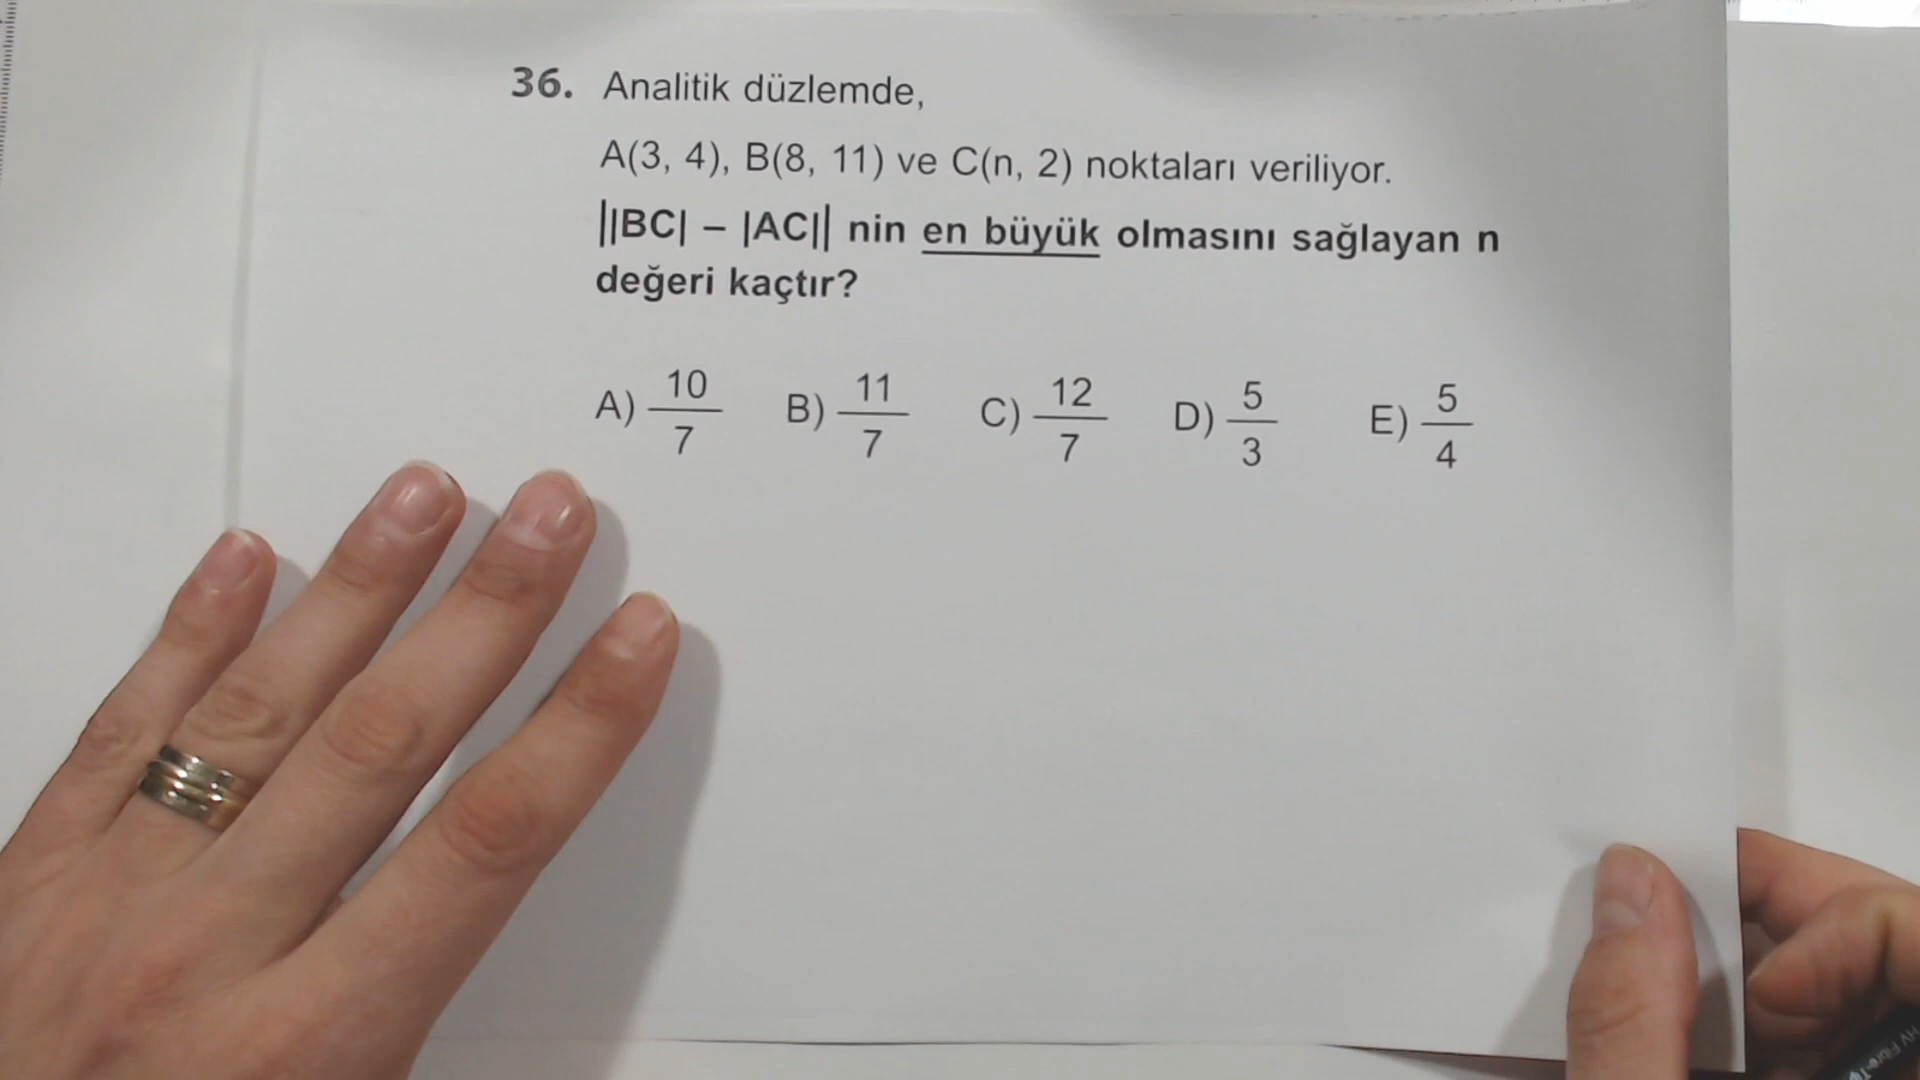 36. Analitik düzlemde,
A(3, 4), B(8, 11) ve C(n, 2) noktaları veriliyor.
||BC| – |AC|| nin en büyük olmasını sağlayan n
değeri kaçtır?
A) 10/7 B) 11/7 C) 12/7 D) 5/3 E) 5/4